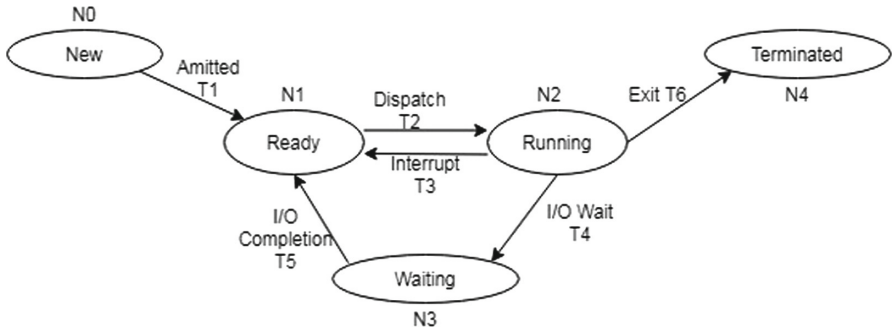 N0
New
Amitted
T1
N1
Ready
Dispatch
T2
Interrupt
T3
N2
Running
Exit T6
Terminated
N4
I/O Wait
T4
I/O
Completion
T5
Waiting
N3